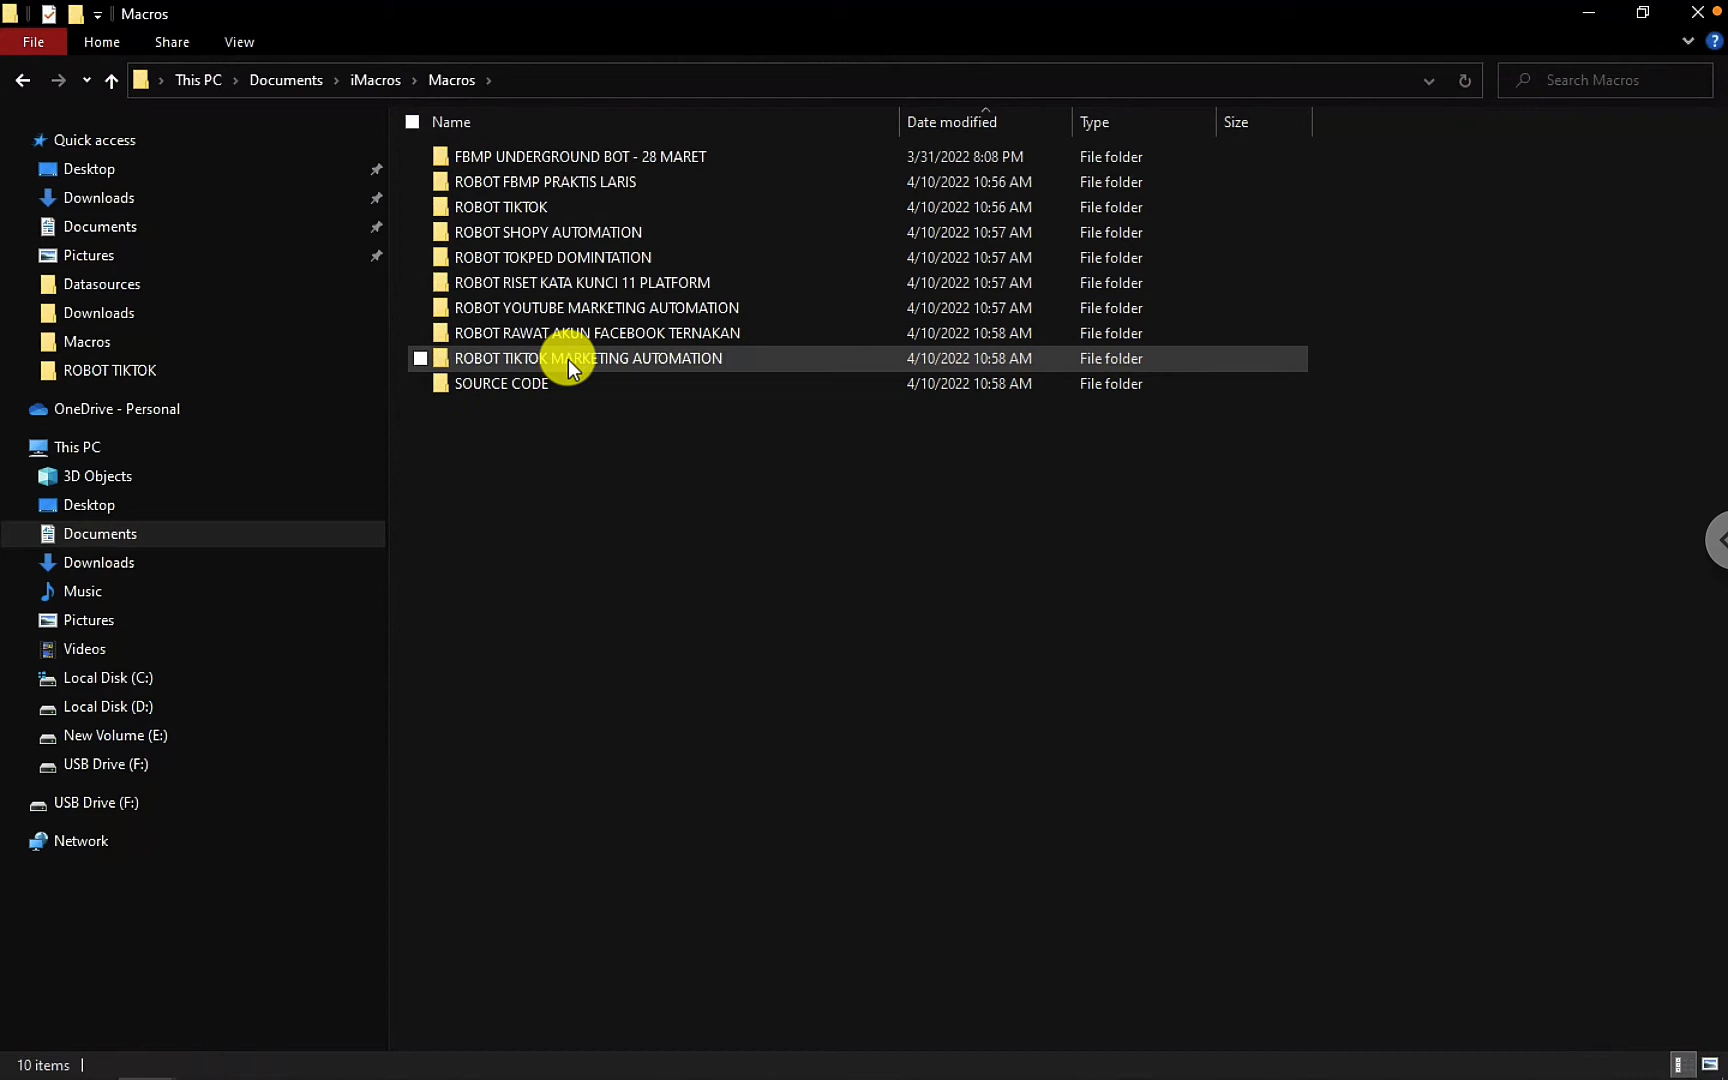 Macros
File Home Share View
This PC Documents iMacros Macros Search Macros
Name Date modified Type Size
Quick access
Desktop
Downloads
Documents
Pictures
Datasources
Downloads
Macros
ROBOT TIKTOK
OneDrive - Personal
This PC
3D Objects
Desktop
Documents
Downloads
Music
Pictures
Videos
Local Disk (C:)
Local Disk (D:)
New Volume (E:)
USB Drive (F:)
USB Drive (F:)
Network
FBMP UNDERGROUND BOT - 28 MARET 3/31/2022 8:08 PM File folder
ROBOT FBMP PRAKTIS LARIS 4/10/2022 10:56 AM File folder
ROBOT TIKTOK 4/10/2022 10:56 AM File folder
ROBOT SHOPY AUTOMATION 4/10/2022 10:57 AM File folder
ROBOT TOKPED DOMINTATION 4/10/2022 10:57 AM File folder
ROBOT RISET KATA KUNCI 11 PLATFORM 4/10/2022 10:57 AM File folder
ROBOT YOUTUBE MARKETING AUTOMATION 4/10/2022 10:57 AM File folder
ROBOT RAWAT AKUN FACEBOOK TERNAKAN 4/10/2022 10:58 AM File folder
ROBOT TIKTOK MARKETING AUTOMATION 4/10/2022 10:58 AM File folder
SOURCE CODE 4/10/2022 10:58 AM File folder
10 items